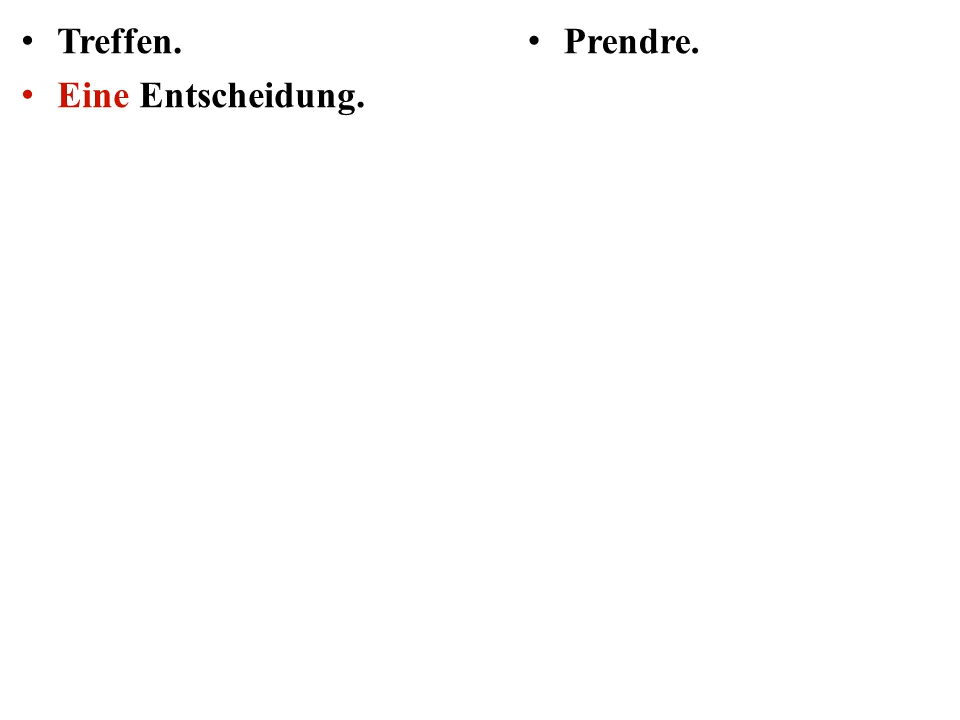 • Treffen.
• Eine Entscheidung.
• Prendre.